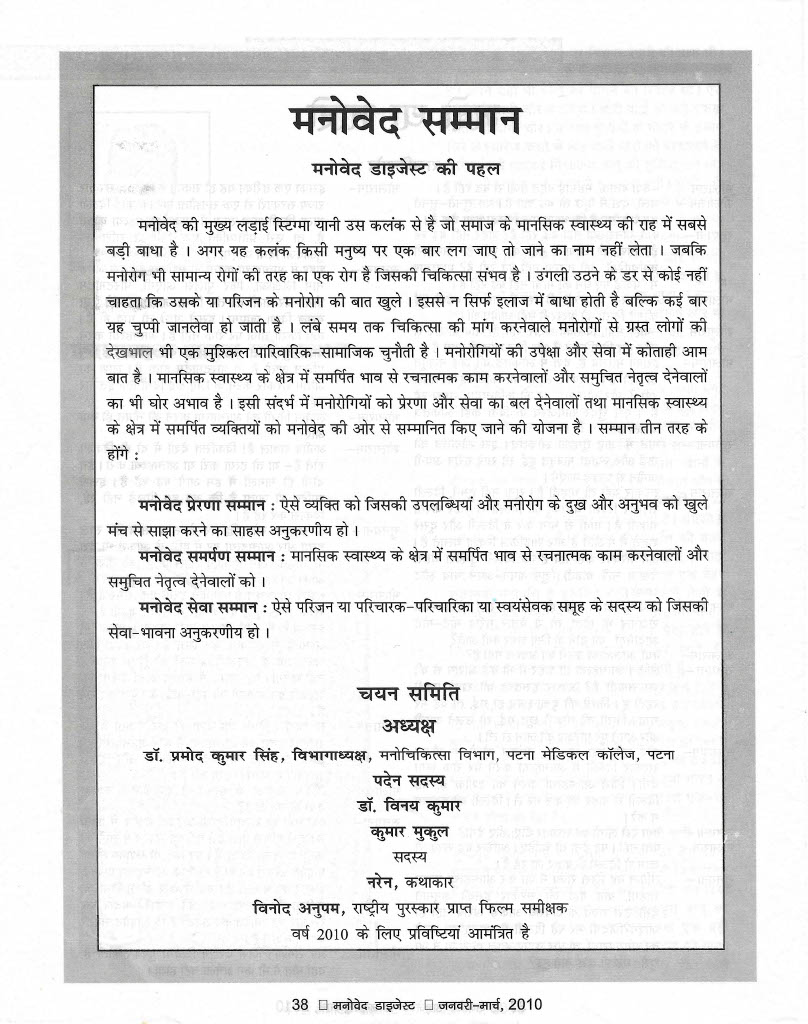 मनोवेद सम्मान
मनोवेद डाइजेस्ट की पहल
मनोवेद की मुख्य लड़ाई स्टिग्मा यानी उस कलंक से है जो समाज के मानसिक स्वास्थ्य की राह में सबसे
बड़ी बाधा है । अगर यह कलंक किसी मनुष्य पर एक बार लग जाए तो जाने का नाम नहीं लेता । जबकि
मनोरोग भी सामान्य रोगों की तरह का एक रोग है जिसकी चिकित्सा संभव है । उंगली उठने के डर से कोई नहीं
चाहता कि उसके या परिजन के मनोरोग की बात खुले । इससे न सिर्फ इलाज में बाधा होती है बल्कि कई बार
यह चुप्पी जानलेवा हो जाती है । लंबे समय तक चिकित्सा की मांग करनेवाले मनोरोगों से ग्रस्त लोगों की
देखभाल भी एक मुश्किल पारिवारिक-सामाजिक चुनौती है । मनोरोगियों की उपेक्षा और सेवा में कोताही आम
बात है । मानसिक स्वास्थ्य के क्षेत्र में समर्पित भाव से रचनात्मक काम करनेवालों और समुचित नेतृत्व देनेवालों
का भी घोर अभाव है । इसी संदर्भ में मनोरोगियों को प्रेरणा और सेवा का बल देनेवालों तथा मानसिक स्वास्थ्य
के क्षेत्र में समर्पित व्यक्तियों को मनोवेद की ओर से सम्मानित किए जाने की योजना है । सम्मान तीन तरह के
होंगे :
मनोवेद प्रेरणा सम्मान : ऐसे व्यक्ति को जिसकी उपलब्धियां और मनोरोग के दुख और अनुभव को खुले
मंच से साझा करने का साहस अनुकरणीय हो ।
मनोवेद समर्पण सम्मान : मानसिक स्वास्थ्य के क्षेत्र में समर्पित भाव से रचनात्मक काम करनेवालों और
समुचित नेतृत्व देनेवालों को ।
मनोवेद सेवा सम्मान : ऐसे परिजन या परिचारक-परिचारिका या स्वयंसेवक समूह के सदस्य को जिसकी
सेवा-भावना अनुकरणीय हो ।
चयन समिति
अध्यक्ष
डॉ. प्रमोद कुमार सिंह, विभागाध्यक्ष, मनोचिकित्सा विभाग, पटना मेडिकल कॉलेज, पटना
पदेन सदस्य
डॉ. विनय कुमार
कुमार मुकुल
सदस्य
नरेन, कथाकार
विनोद अनुपम, राष्ट्रीय पुरस्कार प्राप्त फिल्म समीक्षक
वर्ष 2010 के लिए प्रविष्टियां आमंत्रित है
38 □ मनोवेद डाइजेस्ट □ जनवरी-मार्च, 2010